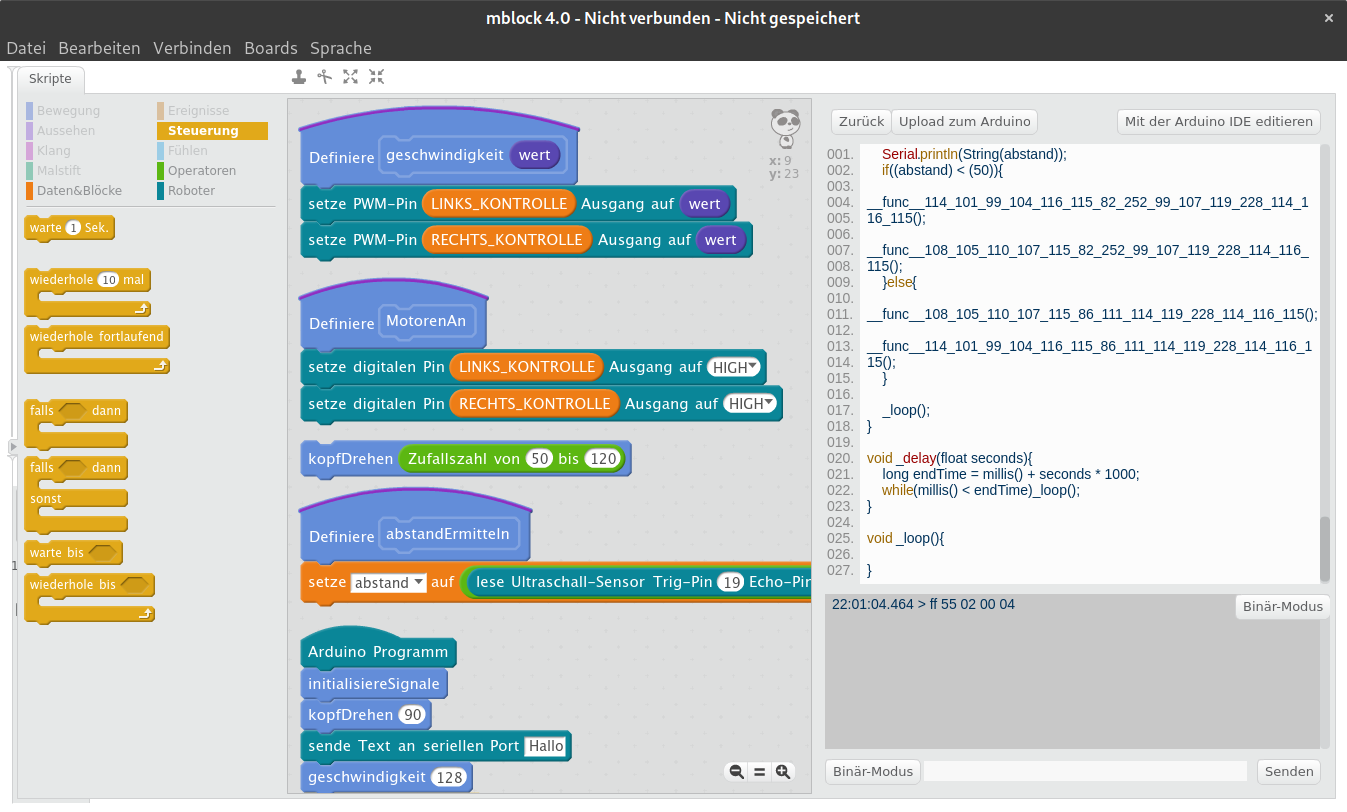 mblock 4.0 - Nicht verbunden - Nicht gespeichert
×
Datei Bearbeiten Verbinden Boards Sprache
Skripte
Bewegung Ereignisse
Aussehen Steuerung
Klang Fühlen
Malstift Operatoren
Daten&Blöcke Roboter
warte 1 Sek.
wiederhole 10 mal
wiederhole fortlaufend
falls dann
falls dann
sonst
warte bis
wiederhole bis
1
Definiere geschwindigkeit wert
setze PWM-Pin LINKS_KONTROLLE Ausgang auf wert
setze PWM-Pin RECHTS_KONTROLLE Ausgang auf wert
x: 9
y: 23
Definiere MotorenAn
setze digitalen Pin LINKS_KONTROLLE Ausgang auf HIGH
setze digitalen Pin RECHTS_KONTROLLE Ausgang auf HIGH
kopfDrehen Zufallszahl von 50 bis 120
Definiere abstandErmitteln
setze abstand auf lese Ultraschall-Sensor Trig-Pin 19 Echo-Pin
Arduino Programm
initialisiereSignale
kopfDrehen 90
sende Text an seriellen Port Hallo
geschwindigkeit 128
Zurück Upload zum Arduino Mit der Arduino IDE editieren
001. Serial.println(String(abstand));
002. if((abstand) < (50)){
003.
004. __func__114_101_99_104_116_115_82_252_99_107_119_228_114_1
005. 16_115();
006.
007. __func__108_105_110_107_115_82_252_99_107_119_228_114_116_
008. 115();
009. }else{
010.
011. __func__108_105_110_107_115_86_111_114_119_228_114_116_115();
012.
013. __func__114_101_99_104_116_115_86_111_114_119_228_114_116_1
014. 15();
015. }
016.
017. _loop();
018. }
019.
020. void _delay(float seconds){
021. long endTime = millis() + seconds * 1000;
022. while(millis() < endTime)_loop();
023. }
024.
025. void _loop(){
026.
027. }
22:01:04.464 > ff 55 02 00 04
Binär-Modus
Binär-Modus Senden